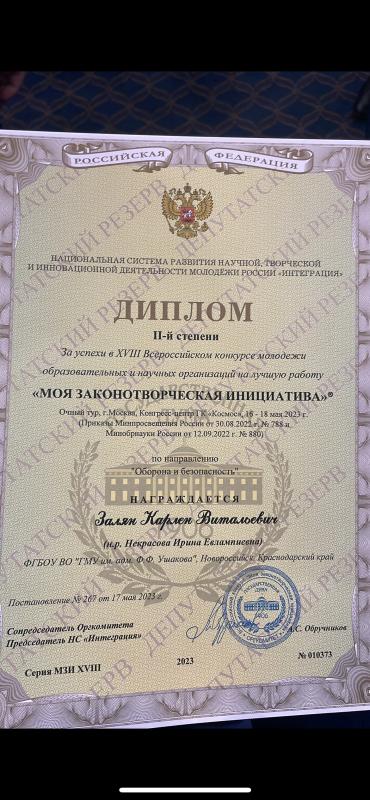 РОССИЙСКАЯ ФЕДЕРАЦИЯ
НАЦИОНАЛЬНАЯ СИСТЕМА РАЗВИТИЯ НАУЧНОЙ, ТВОРЧЕСКОЙ
И ИННОВАЦИОННОЙ ДЕЯТЕЛЬНОСТИ МОЛОДЁЖИ РОССИИ «ИНТЕГРАЦИЯ»
ДИПЛОМ
II-й степени
За успехи в XVIII Всероссийском конкурсе молодежи
образовательных и научных организаций на лучшую работу
«МОЯ ЗАКОНОТВОРЧЕСКАЯ ИНИЦИАТИВА»®
Очный тур, г.Москва, Конгресс-центр ГК «Космос», 16 - 18 мая 2023 г.
(Приказы Минпросвещения России от 30.08.2022 г. № 788 и
Минобрнауки России от 12.09.2022 г. № 880)
по направлению
"Оборона и безопасность"
НАГРАЖДАЕТСЯ
Залян Карлен Витальевич
(н.р. Некрасова Ирина Евлампиевна)
ФГБОУ ВО "ГМУ им. адм. Ф.Ф. Ушакова", Новороссийск, Краснодарский край
Постановление № 267 от 17 мая 2023 г.
Сопредседатель Оргкомитета
Председатель НС «Интеграция»
А.С. Обручников
Серия МЗИ XVIII
2023
№ 010373
ДЕПУТАТСКИЙ РЕЗЕРВ